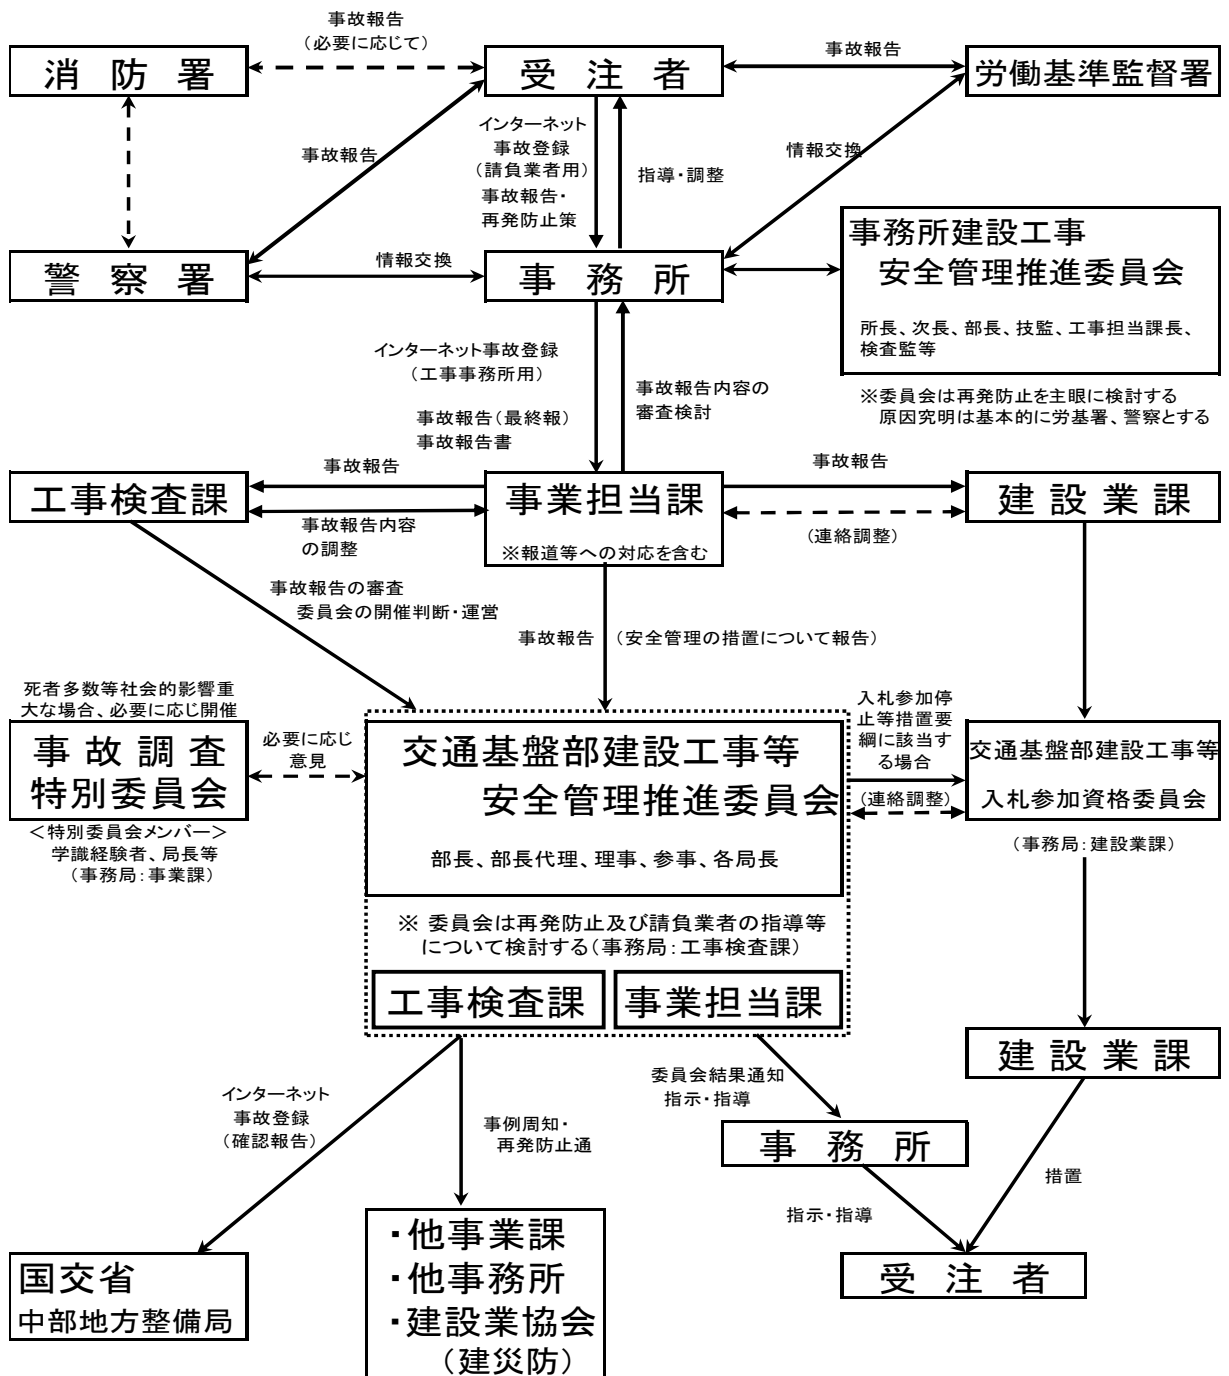 事故報告
（必要に応じて）
消防署
受注者
事故報告
労働基準監督署
インターネット
事故登録
（請負業者用）
事故報告・
再発防止策
事故報告
指導・調整
情報交換
事務所建設工事
安全管理推進委員会
所長、次長、部長、技監、工事担当課長、
検査監等
※委員会は再発防止を主眼に検討する
原因究明は基本的に労基署、警察とする
警察署
情報交換
事務所
インターネット事故登録
（工事事務所用）
事故報告（最終報）
事故報告書
事故報告内容の
審査検討
事故報告
事故報告
工事検査課
事業担当課
※報道等への対応を含む
建設業課
事故報告内容
の調整
（連絡調整）
事故報告の審査
委員会の開催判断・運営
事故報告 （安全管理の措置について報告）
死者多数等社会的影響重
大な場合、必要に応じ開催
事故調査
特別委員会
＜特別委員会メンバー＞
学識経験者、局長等
（事務局：事業課）
必要に応じ
意見
交通基盤部建設工事等
安全管理推進委員会
部長、部長代理、理事、参事、各局長
※ 委員会は再発防止及び請負業者の指導等
について検討する（事務局：工事検査課）
工事検査課
事業担当課
入札参加停
止等措置要
綱に該当す
る場合
（連絡調整）
交通基盤部建設工事等
入札参加資格委員会
（事務局：建設業課）
建設業課
インターネット
事故登録
（確認報告）
事例周知・
再発防止通
委員会結果通知
指示・指導
事務所
措置
指示・指導
受注者
国交省
中部地方整備局
・他事業課
・他事務所
・建設業協会
（建災防）